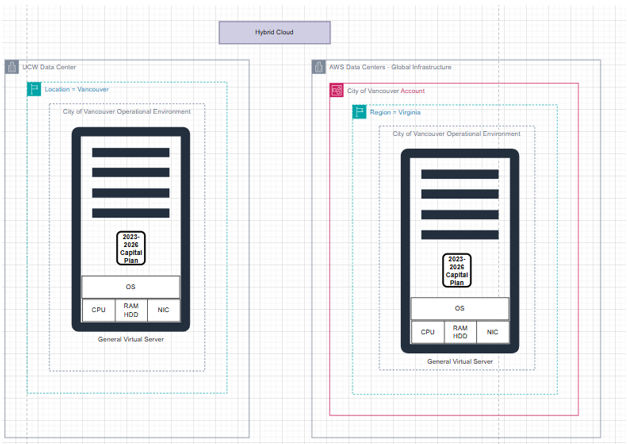 Hybrid Cloud
UCW Data Center
Location = Vancouver
City of Vancouver Operational Environment
2023-
2026
Capital
Plan
OS
CPU
RAM
HDD
NIC
General Virtual Server
AWS Data Centers - Global Infrastructure
City of Vancouver Account
Region = Virginia
City of Vancouver Operational Environment
2023-
2026
Capital
Plan
OS
CPU
RAM
HDD
NIC
General Virtual Server